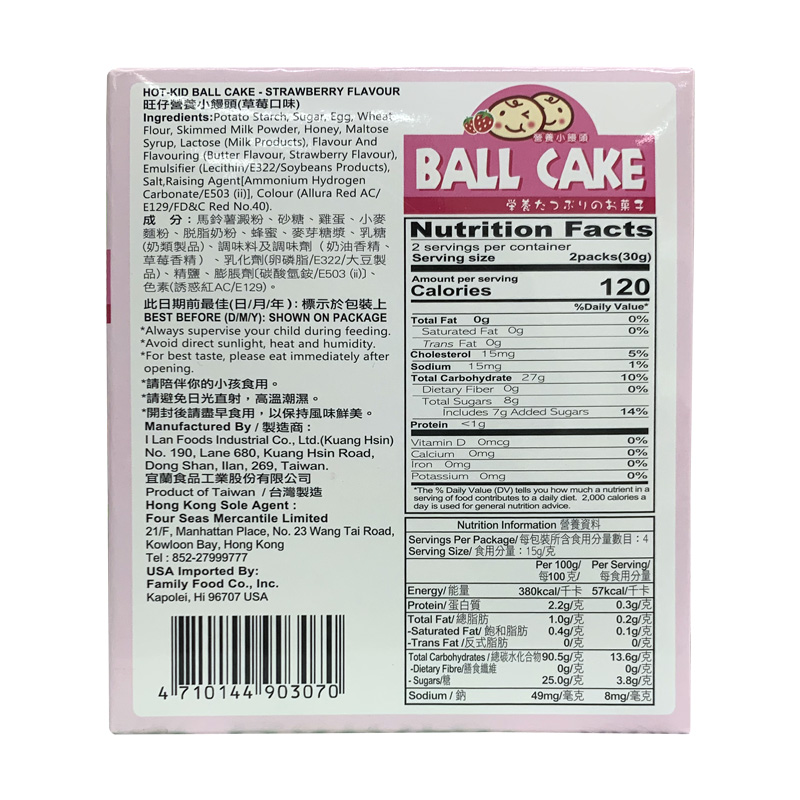 HOT-KID BALL CAKE - STRAWBERRY FLAVOUR
旺仔營養小饅頭(草莓口味)
Ingredients:Potato Starch, Sugar, Egg, Wheat
Flour, Skimmed Milk Powder, Honey, Maltose
Syrup, Lactose (Milk Products), Flavour And
Flavouring (Butter Flavour, Strawberry Flavour),
Emulsifier (Lecithin/E322/Soybeans Products),
Salt,Raising Agent[Ammonium Hydrogen
Carbonate/E503 (ii)], Colour (Allura Red AC/
E129/FD&C Red No.40).
成 分：馬鈴薯澱粉、砂糖、雞蛋、小麥
麵粉、脱脂奶粉、蜂蜜、麥芽糖漿、乳糖
(奶類製品)、調味料及調味劑（奶油香精、
草莓香精）、乳化劑(卵磷脂/E322/大豆製
品)、精鹽、膨脹劑〔碳酸氫銨/E503 (ii)〕、
色素(誘惑紅AC/E129)。
此日期前最佳(日/月/年)：標示於包裝上
BEST BEFORE (D/M/Y): SHOWN ON PACKAGE
*Always supervise your child during feeding.
*Avoid direct sunlight, heat and humidity.
*For best taste, please eat immediately after
opening.
*請陪伴你的小孩食用。
*請避免日光直射，高溫潮濕。
*開封後請盡早食用，以保持風味鮮美。
Manufactured By / 製造商：
I Lan Foods Industrial Co., Ltd.(Kuang Hsin)
No. 190, Lane 680, Kuang Hsin Road,
Dong Shan, Ilan, 269, Taiwan.
宜蘭食品工業股份有限公司
Product of Taiwan / 台灣製造
Hong Kong Sole Agent :
Four Seas Mercantile Limited
21/F, Manhattan Place, No. 23 Wang Tai Road,
Kowloon Bay, Hong Kong
Tel : 852-27999777
USA Imported By:
Family Food Co., Inc.
Kapolei, Hi 96707 USA
4 710144 903070
營養小饅頭
BALL CAKE
栄養たっぷりのお菓子
Nutrition Facts
2 servings per container
Serving size 2packs(30g)
Amount per serving
Calories 120
%Daily Value*
Total Fat 0g 0%
Saturated Fat 0g 0%
Trans Fat 0g
Cholesterol 15mg 5%
Sodium 15mg 1%
Total Carbohydrate 27g 10%
Dietary Fiber 0g 0%
Total Sugars 8g
Includes 7g Added Sugars 14%
Protein <1g
Vitamin D 0mcg 0%
Calcium 0mg 0%
Iron 0mg 0%
Potassium 0mg 0%
*The % Daily Value (DV) tells you how much a nutrient in a
serving of food contributes to a daily diet. 2,000 calories a
day is used for general nutrition advice.
Nutrition Information 營養資料
Servings Per Package/每包裝所含食用分量數目：4
Serving Size/ 食用分量：15g/克
Per 100g/ Per Serving/
每100克/ 每食用分量
Energy/能量 380kcal/千卡 57kcal/千卡
Protein/蛋白質 2.2g/克 0.3g/克
Total Fat/總脂肪 1.0g/克 0.2g/克
-Saturated Fat/ 飽和脂肪 0.4g/克 0.1g/克
-Trans Fat /反式脂肪 0/克 0/克
Total Carbohydrates /總碳水化合物 90.5g/克 13.6g/克
-Dietary Fibre/膳食纖維 0g/克 0g/克
- Sugars/糖 25.0g/克 3.8g/克
Sodium / 鈉 49mg/毫克 8mg/毫克